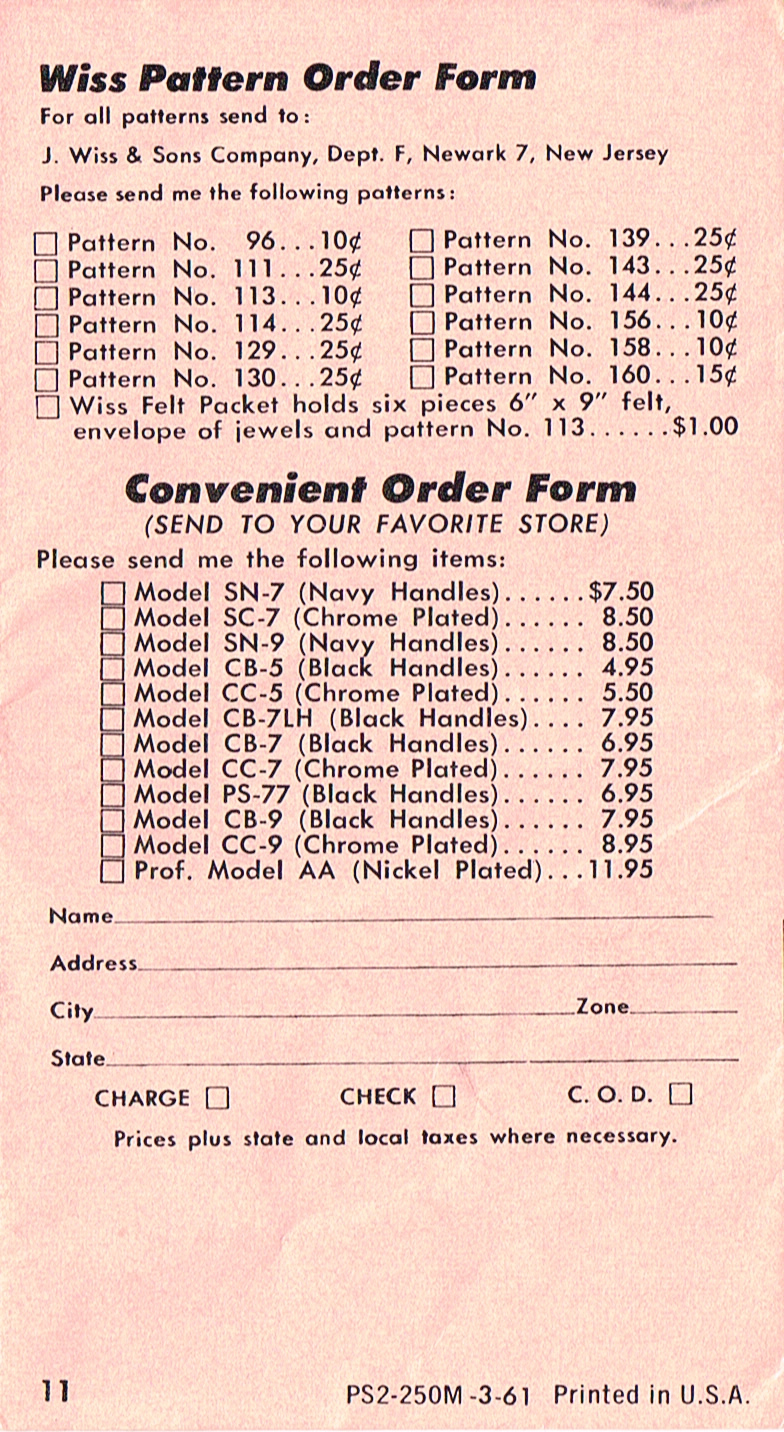 Wiss Pattern Order Form
For all patterns send to:
J. Wiss & Sons Company, Dept. F, Newark 7, New Jersey
Please send me the following patterns:
☐ Pattern No. 96...10¢
☐ Pattern No. 111...25¢
☐ Pattern No. 113...10¢
☐ Pattern No. 114...25¢
☐ Pattern No. 129...25¢
☐ Pattern No. 130...25¢
☐ Pattern No. 139...25¢
☐ Pattern No. 143...25¢
☐ Pattern No. 144...25¢
☐ Pattern No. 156...10¢
☐ Pattern No. 158...10¢
☐ Pattern No. 160...15¢
☐ Wiss Felt Packet holds six pieces 6″ x 9″ felt,
envelope of jewels and pattern No. 113......$1.00
Convenient Order Form
(SEND TO YOUR FAVORITE STORE)
Please send me the following items:
☐ Model SN-7 (Navy Handles)......$7.50
☐ Model SC-7 (Chrome Plated)...... 8.50
☐ Model SN-9 (Navy Handles)...... 8.50
☐ Model CB-5 (Black Handles)...... 4.95
☐ Model CC-5 (Chrome Plated)...... 5.50
☐ Model CB-7LH (Black Handles).... 7.95
☐ Model CB-7 (Black Handles)...... 6.95
☐ Model CC-7 (Chrome Plated)...... 7.95
☐ Model PS-77 (Black Handles)...... 6.95
☐ Model CB-9 (Black Handles)...... 7.95
☐ Model CC-9 (Chrome Plated)...... 8.95
☐ Prof. Model AA (Nickel Plated)...11.95
Name
Address
City Zone
State
CHARGE ☐ CHECK ☐ C. O. D. ☐
Prices plus state and local taxes where necessary.
11 PS2-250M-3-61 Printed in U.S.A.